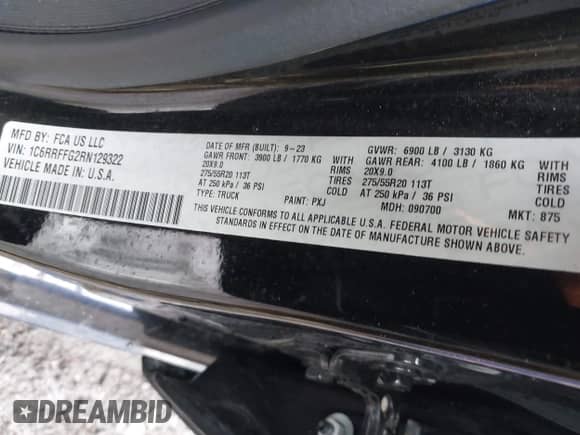 MFD BY: FCA US LLC
VIN: 1C6RRFFG2RN129322
VEHICLE MADE IN: U.S.A.
DATE OF MFR (BUILT): 9-23 GVWR: 6900 LB / 3130 KG
GAWR FRONT: 3900 LB / 1770 KG WITH GAWR REAR: 4100 LB / 1860 KG WITH
20X9.0 RIMS 20X9.0 RIMS
275/55R20 113T TIRES 275/55R20 113T TIRES
AT 250 kPa / 36 PSI COLD AT 250 kPa / 36 PSI COLD
TYPE: TRUCK PAINT: PXJ MDH: 090700 MKT: 875
THIS VEHICLE CONFORMS TO ALL APPLICABLE U.S.A. FEDERAL MOTOR VEHICLE SAFETY
STANDARDS IN EFFECT ON THE DATE OF MANUFACTURE SHOWN ABOVE.
DREAMBID